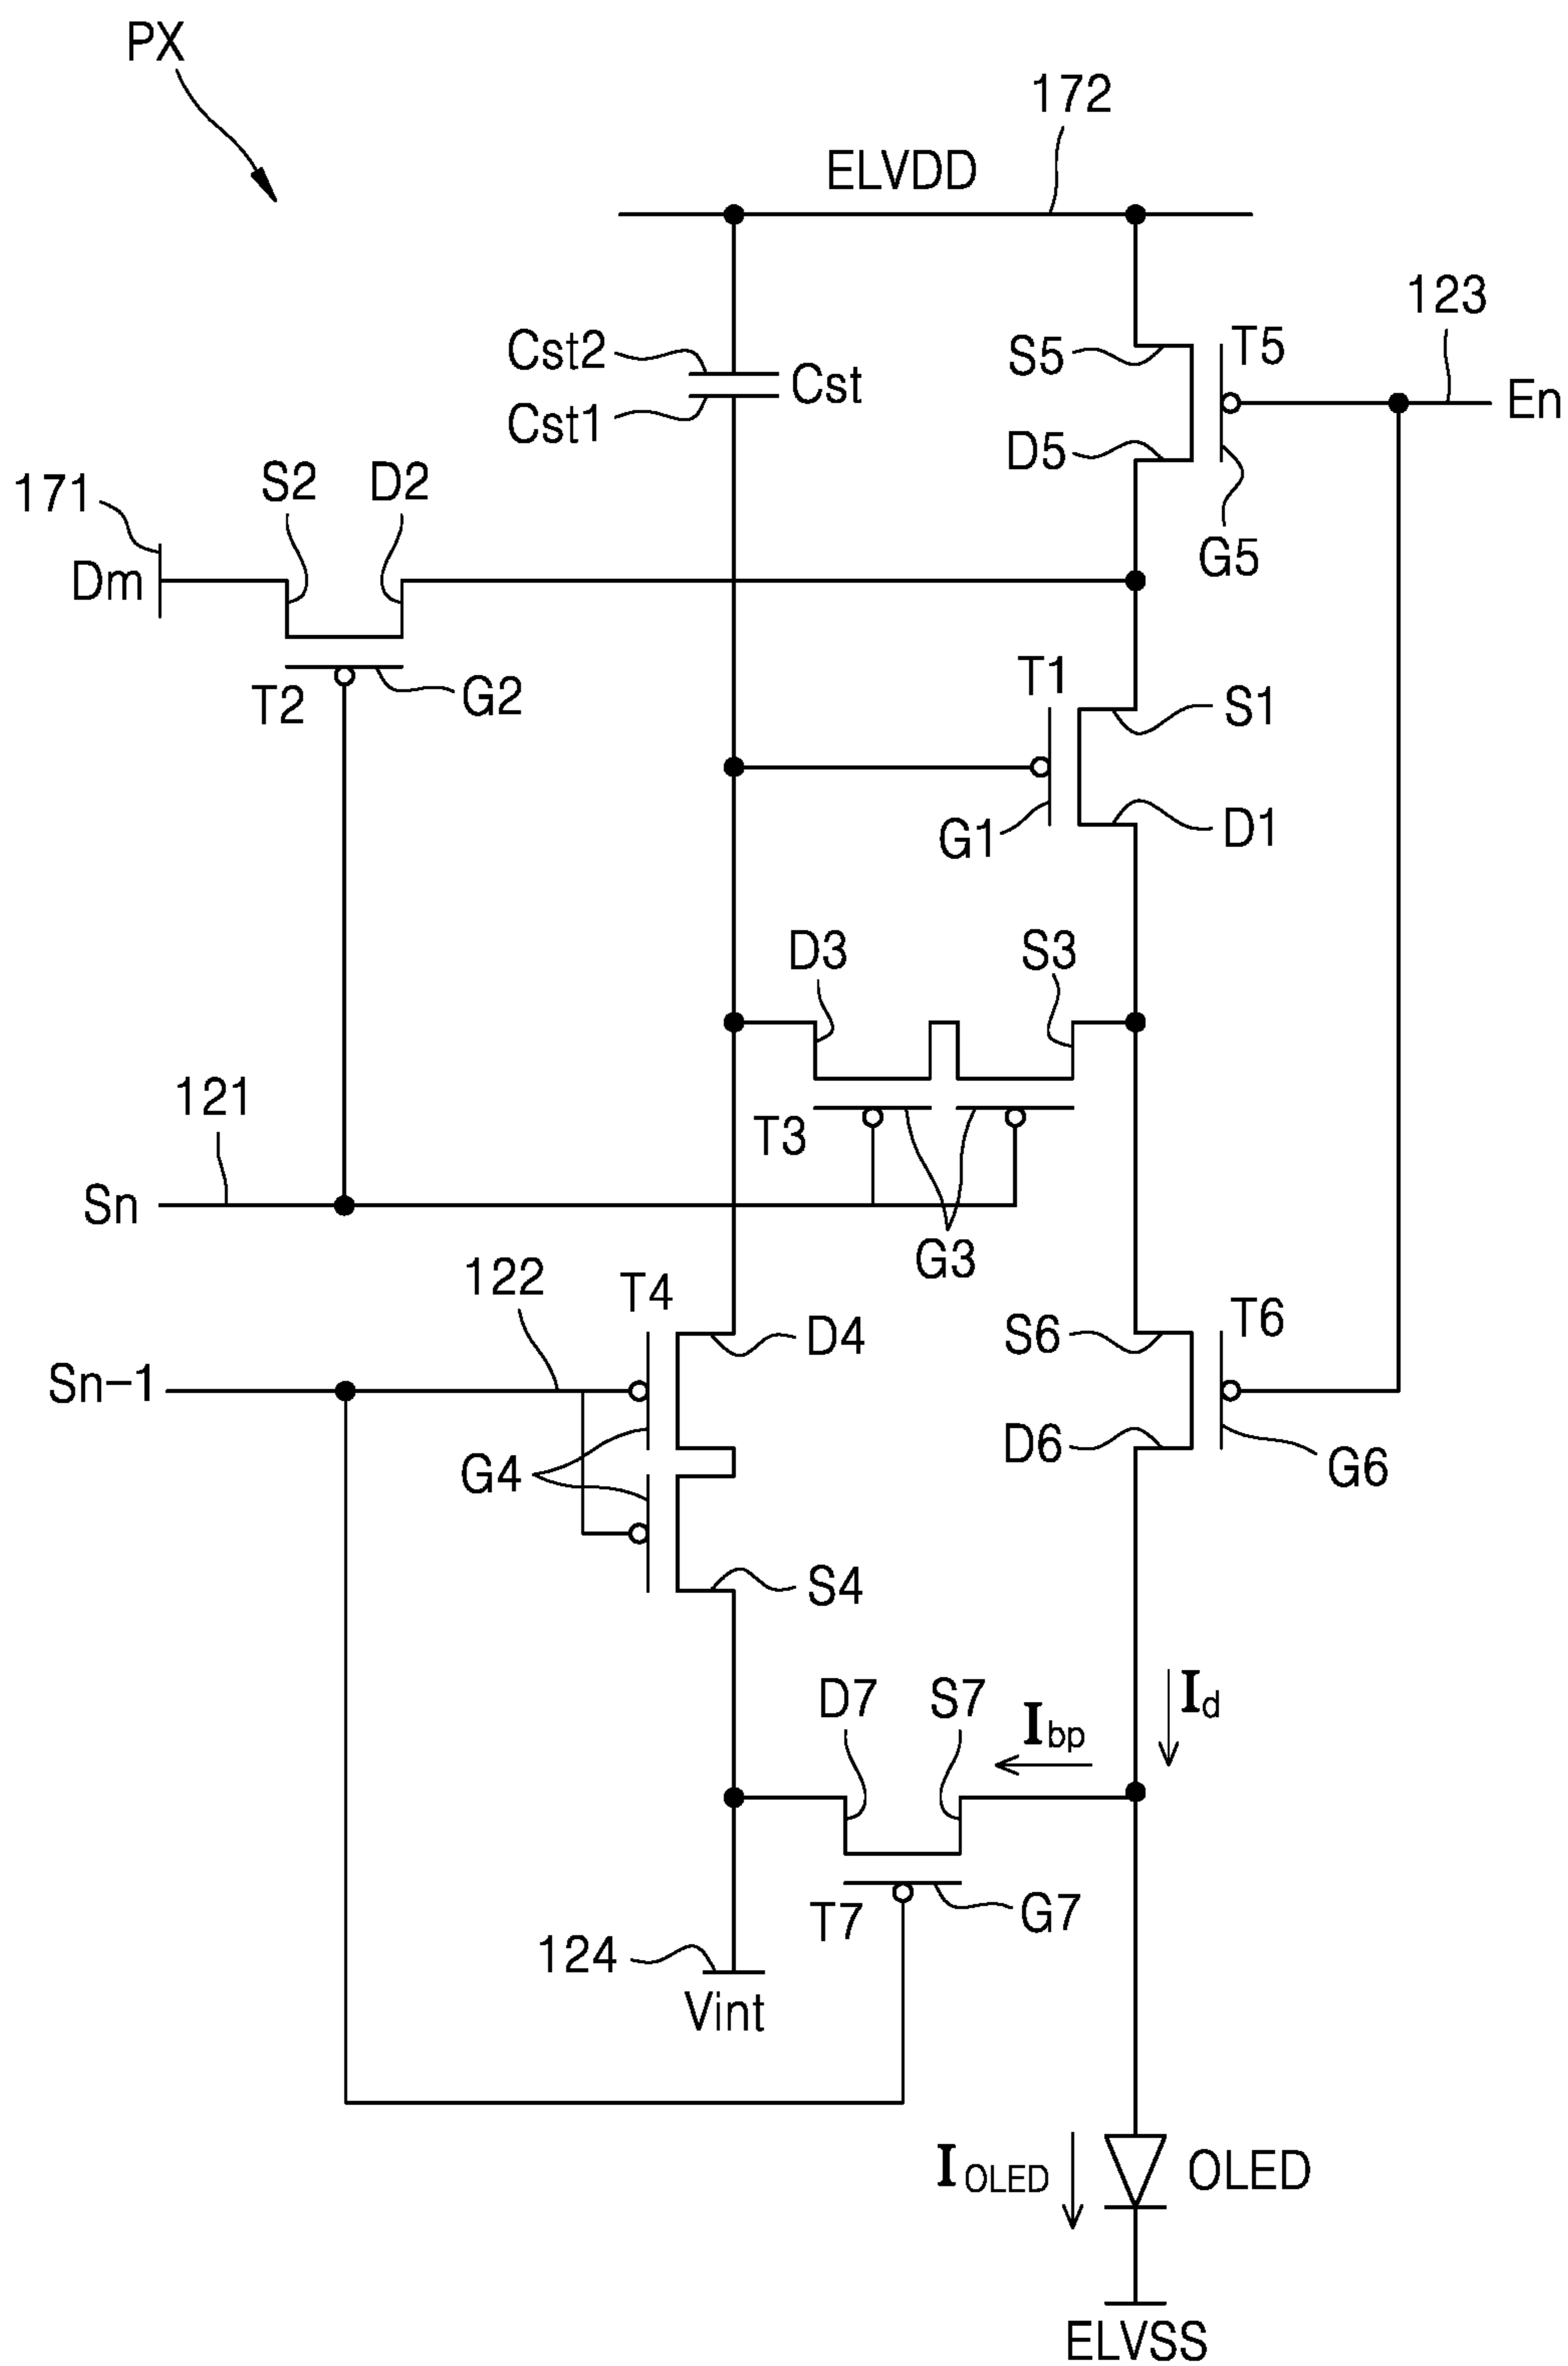 PX
172
ELVDD
123
Cst2
Cst
Cst1
S5
T5
En
D5
G5
171
S2
D2
Dm
T2
G2
T1
S1
G1
D1
D3
S3
121
T3
Sn
G3
122
T4
D4
S6
T6
Sn-1
G4
D6
G6
S4
D7
S7
Ibp
Id
T7
G7
124
Vint
IOLED
OLED
ELVSS